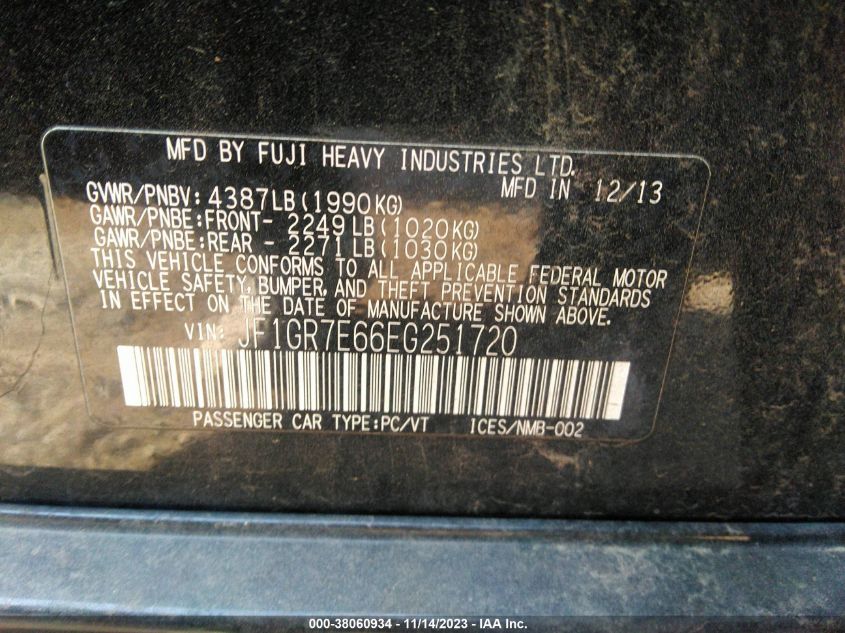 MFD BY FUJI HEAVY INDUSTRIES LTD.
MFD IN 12/13
GVWR/PNBV: 4387LB(1990KG)
GAWR/PNBE:FRONT- 2249LB(1020KG)
GAWR/PNBE:REAR - 2271LB(1030KG)
THIS VEHICLE CONFORMS TO ALL APPLICABLE FEDERAL MOTOR
VEHICLE SAFETY, BUMPER, AND THEFT PREVENTION STANDARDS
IN EFFECT ON THE DATE OF MANUFACTURE SHOWN ABOVE.
VIN: JF1GR7E66EG251720
PASSENGER CAR TYPE:PC/VT ICES/NMB-002
000-38060934 - 11/14/2023 - IAA Inc.